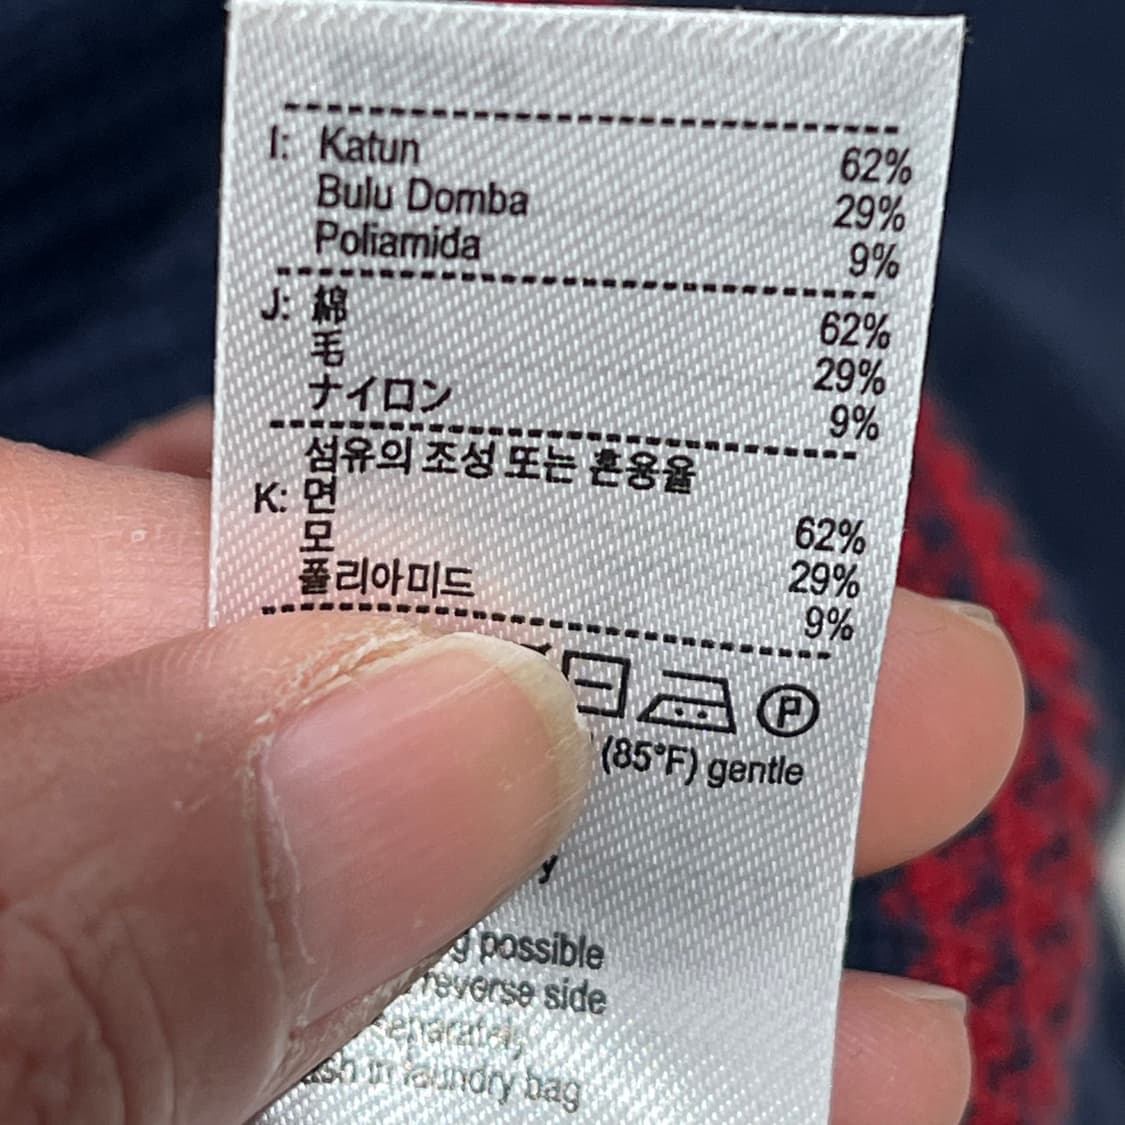 I: Katun 62%
Bulu Domba 29%
Poliamida 9%
J: 綿 62%
毛 29%
ナイロン 9%
섬유의 조성 또는 혼용율
K: 면 62%
모 29%
폴리아미드 9%
P
(85°F) gentle
possible
reverse side
separately
in laundry bag